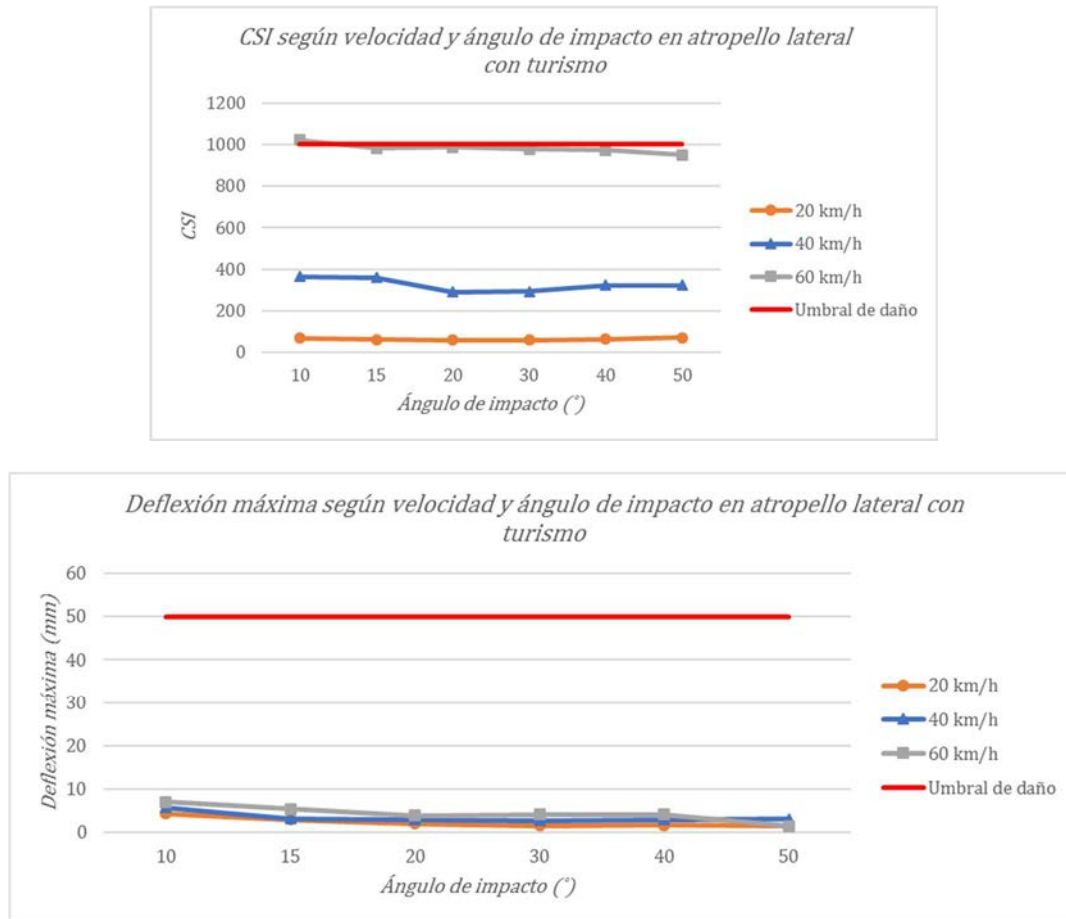 CSI según velocidad y ángulo de impacto en atropello lateral
con turismo
1200
1000
800
600
400
200
0
CSI
10 15 20 30 40 50
Ángulo de impacto (°)
20 km/h
40 km/h
60 km/h
Umbral de daño
Deflexión máxima según velocidad y ángulo de impacto en atropello lateral con
turismo
60
50
40
30
20
10
0
Deflexión máxima (mm)
10 15 20 30 40 50
Ángulo de impacto (°)
20 km/h
40 km/h
60 km/h
Umbral de daño